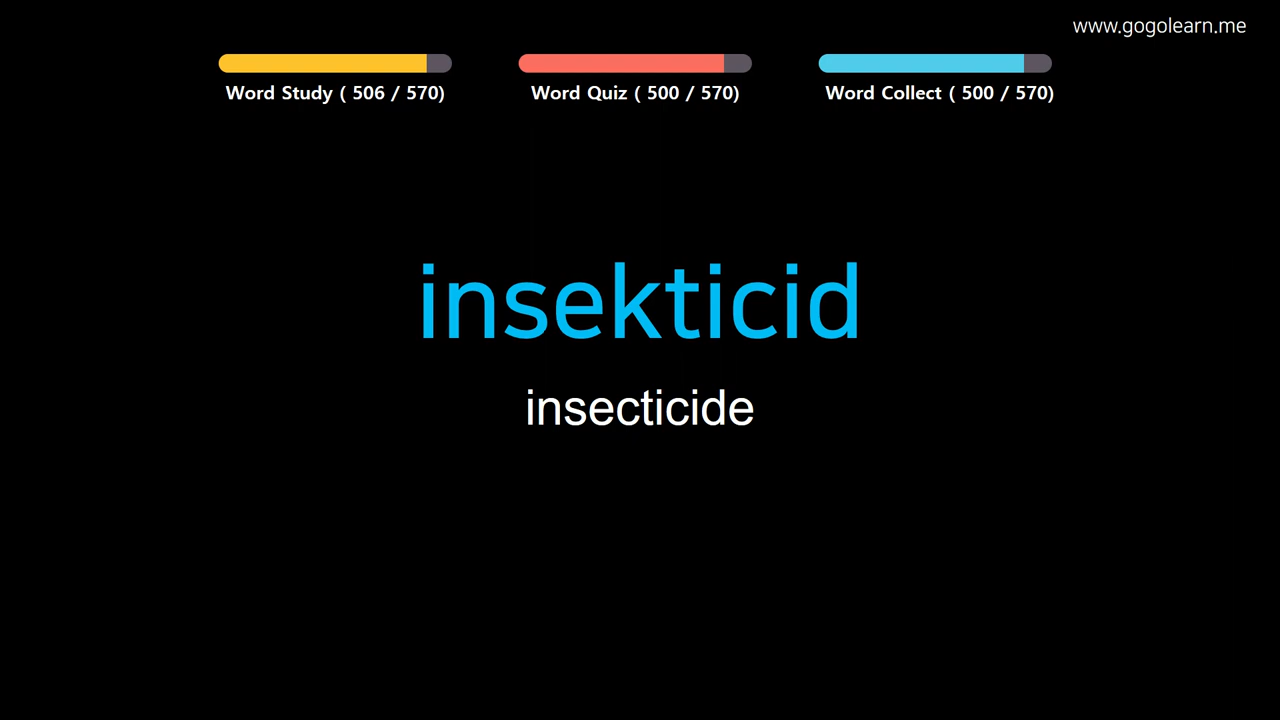 www.gogolearn.me
Word Study ( 506 / 570)
Word Quiz ( 500 / 570)
Word Collect ( 500 / 570)
insekticid
insecticide